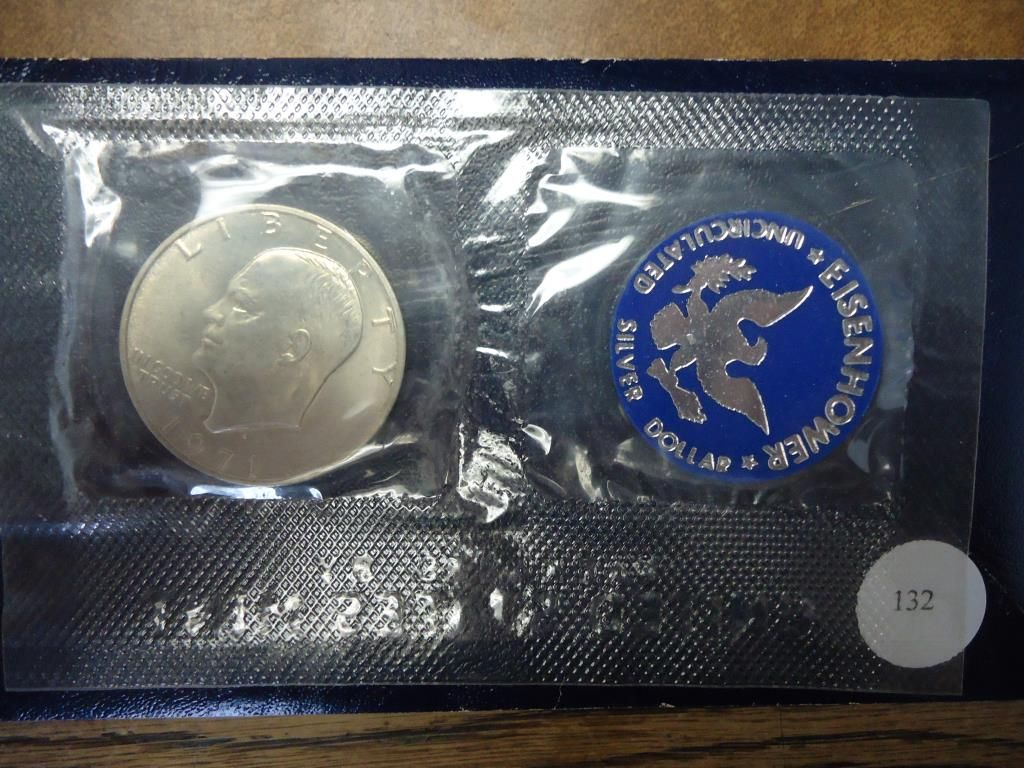 LIBERTY
IN GOD WE
TRUST
1971
EISENHOWER
UNCIRCULATED
SILVER DOLLAR
132